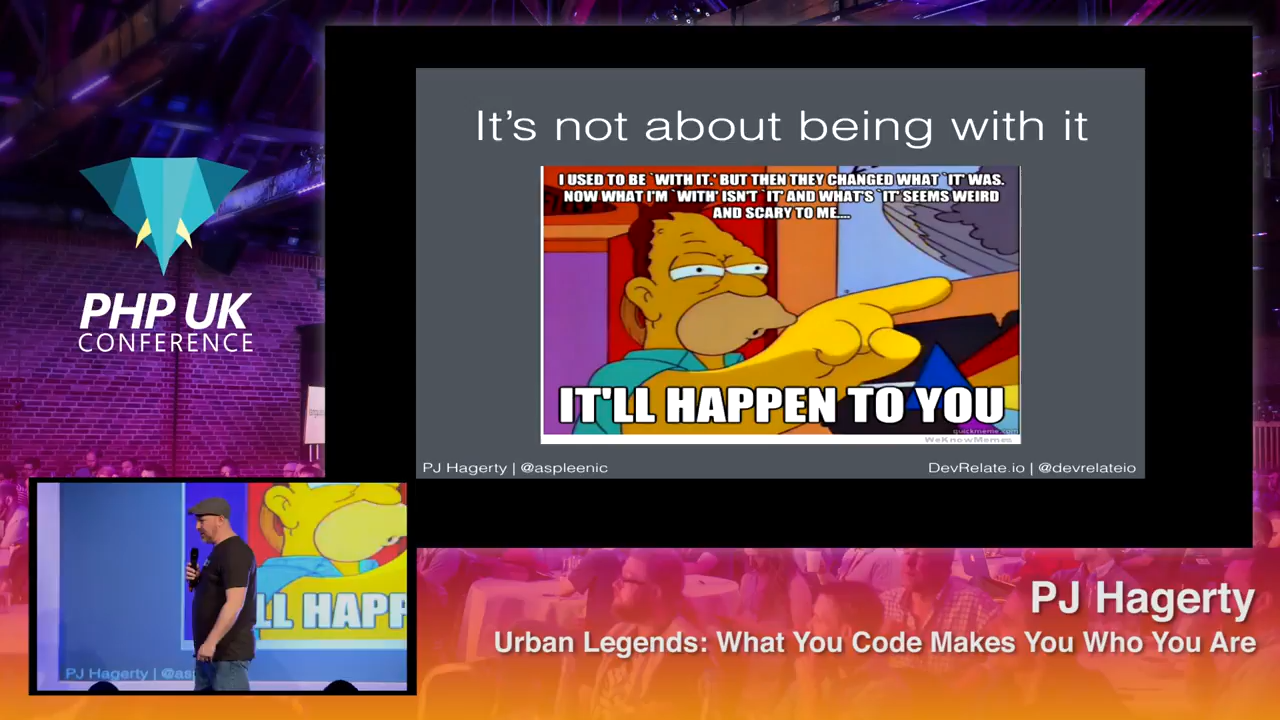 It's not about being with it
I USED TO BE `WITH IT.' BUT THEN THEY CHANGED WHAT `IT' WAS.
NOW WHAT I'M `WITH' ISN'T `IT' AND WHAT'S `IT' SEEMS WEIRD
AND SCARY TO ME....
IT'LL HAPPEN TO YOU
quickmeme.com
WeKnowMemes
PJ Hagerty | @aspleenic
DevRelate.io | @devrelateio
PHP UK
CONFERENCE
LL HAPP
PJ Hagerty | @as
PJ Hagerty
Urban Legends: What You Code Makes You Who You Are